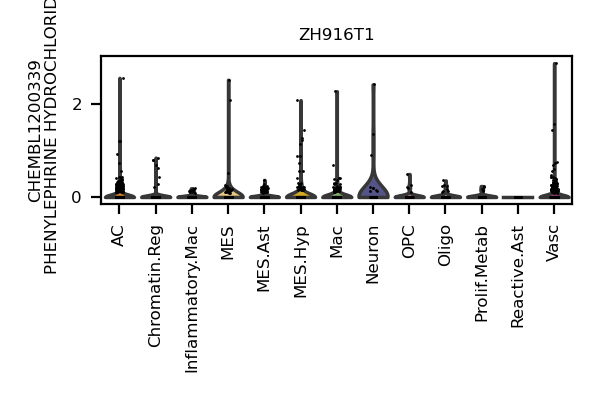 ZH916T1
CHEMBL1200339
PHENYLEPHRINE HYDROCHLORID
2
0
AC
Chromatin.Reg
Inflammatory.Mac
MES
MES.Ast
MES.Hyp
Mac
Neuron
OPC
Oligo
Prolif.Metab
Reactive.Ast
Vasc